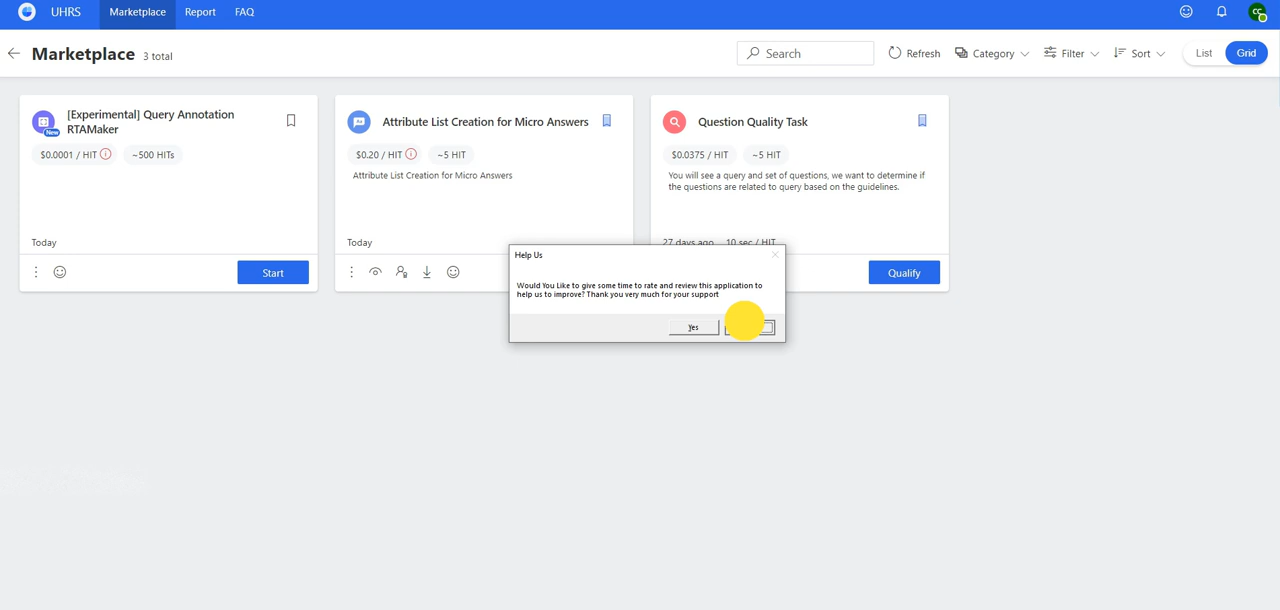 UHRS
Marketplace
Report
FAQ
CC
Marketplace
3 total
Search
Refresh
Category
Filter
Sort
List
Grid
[Experimental] Query Annotation
RTAMaker
New
$0.0001 / HIT
~500 HITs
Today
Start
Attribute List Creation for Micro Answers
$0.20 / HIT
~5 HIT
Attribute List Creation for Micro Answers
Today
Question Quality Task
$0.0375 / HIT
~5 HIT
You will see a query and set of questions, we want to determine if
the questions are related to query based on the guidelines.
27 days ago
10 sec / HIT
Qualify
Help Us
Would You Like to give some time to rate and review this application to
help us to improve? Thank you very much for your support
Yes